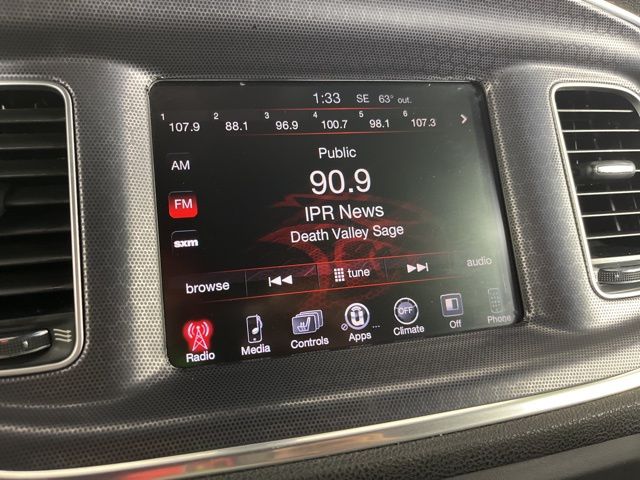 1:33 SE 63° out.
1 107.9 2 88.1 3 96.9 4 100.7 5 98.1 6 107.3
Public
AM
90.9
FM
IPR News
Death Valley Sage
sxm
browse tune audio
OFF
Radio Media Controls Apps Climate Off Phone